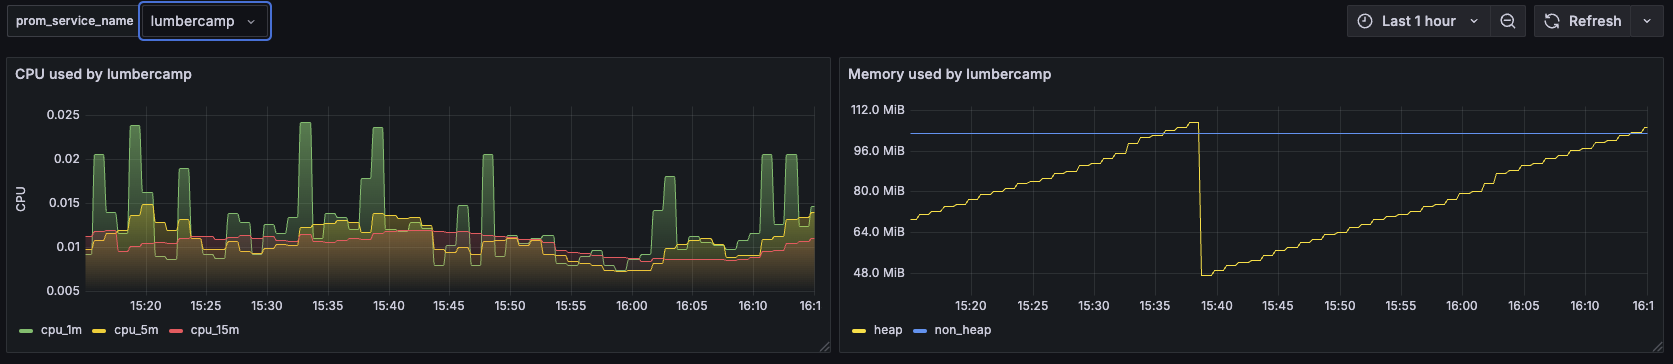 prom_service_name lumbercamp Last 1 hour Refresh
CPU used by lumbercamp
0.025
0.02
0.015
0.01
0.005
CPU
15:20 15:25 15:30 15:35 15:40 15:45 15:50 15:55 16:00 16:05 16:10 16:1
cpu_1m cpu_5m cpu_15m
Memory used by lumbercamp
112.0 MiB
96.0 MiB
80.0 MiB
64.0 MiB
48.0 MiB
15:20 15:25 15:30 15:35 15:40 15:45 15:50 15:55 16:00 16:05 16:10 16:1
heap non_heap